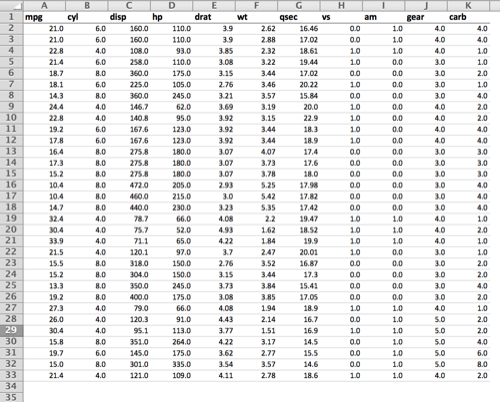 A B C D E F G H I J K
1 mpg cyl disp hp drat wt qsec vs am gear carb
2 21.0 6.0 160.0 110.0 3.9 2.62 16.46 0.0 1.0 4.0 4.0
3 21.0 6.0 160.0 110.0 3.9 2.88 17.02 0.0 1.0 4.0 4.0
4 22.8 4.0 108.0 93.0 3.85 2.32 18.61 1.0 1.0 4.0 1.0
5 21.4 6.0 258.0 110.0 3.08 3.22 19.44 1.0 0.0 3.0 1.0
6 18.7 8.0 360.0 175.0 3.15 3.44 17.02 0.0 0.0 3.0 2.0
7 18.1 6.0 225.0 105.0 2.76 3.46 20.22 1.0 0.0 3.0 1.0
8 14.3 8.0 360.0 245.0 3.21 3.57 15.84 0.0 0.0 3.0 4.0
9 24.4 4.0 146.7 62.0 3.69 3.19 20.0 1.0 0.0 4.0 2.0
10 22.8 4.0 140.8 95.0 3.92 3.15 22.9 1.0 0.0 4.0 2.0
11 19.2 6.0 167.6 123.0 3.92 3.44 18.3 1.0 0.0 4.0 4.0
12 17.8 6.0 167.6 123.0 3.92 3.44 18.9 1.0 0.0 4.0 4.0
13 16.4 8.0 275.8 180.0 3.07 4.07 17.4 0.0 0.0 3.0 3.0
14 17.3 8.0 275.8 180.0 3.07 3.73 17.6 0.0 0.0 3.0 3.0
15 15.2 8.0 275.8 180.0 3.07 3.78 18.0 0.0 0.0 3.0 3.0
16 10.4 8.0 472.0 205.0 2.93 5.25 17.98 0.0 0.0 3.0 4.0
17 10.4 8.0 460.0 215.0 3.0 5.42 17.82 0.0 0.0 3.0 4.0
18 14.7 8.0 440.0 230.0 3.23 5.35 17.42 0.0 0.0 3.0 4.0
19 32.4 4.0 78.7 66.0 4.08 2.2 19.47 1.0 1.0 4.0 1.0
20 30.4 4.0 75.7 52.0 4.93 1.62 18.52 1.0 1.0 4.0 2.0
21 33.9 4.0 71.1 65.0 4.22 1.84 19.9 1.0 1.0 4.0 1.0
22 21.5 4.0 120.1 97.0 3.7 2.47 20.01 1.0 0.0 3.0 1.0
23 15.5 8.0 318.0 150.0 2.76 3.52 16.87 0.0 0.0 3.0 2.0
24 15.2 8.0 304.0 150.0 3.15 3.44 17.3 0.0 0.0 3.0 2.0
25 13.3 8.0 350.0 245.0 3.73 3.84 15.41 0.0 0.0 3.0 4.0
26 19.2 8.0 400.0 175.0 3.08 3.85 17.05 0.0 0.0 3.0 2.0
27 27.3 4.0 79.0 66.0 4.08 1.94 18.9 1.0 1.0 4.0 1.0
28 26.0 4.0 120.3 91.0 4.43 2.14 16.7 0.0 1.0 5.0 2.0
29 30.4 4.0 95.1 113.0 3.77 1.51 16.9 1.0 1.0 5.0 2.0
30 15.8 8.0 351.0 264.0 4.22 3.17 14.5 0.0 1.0 5.0 4.0
31 19.7 6.0 145.0 175.0 3.62 2.77 15.5 0.0 1.0 5.0 6.0
32 15.0 8.0 301.0 335.0 3.54 3.57 14.6 0.0 1.0 5.0 8.0
33 21.4 4.0 121.0 109.0 4.11 2.78 18.6 1.0 1.0 4.0 2.0
34
35